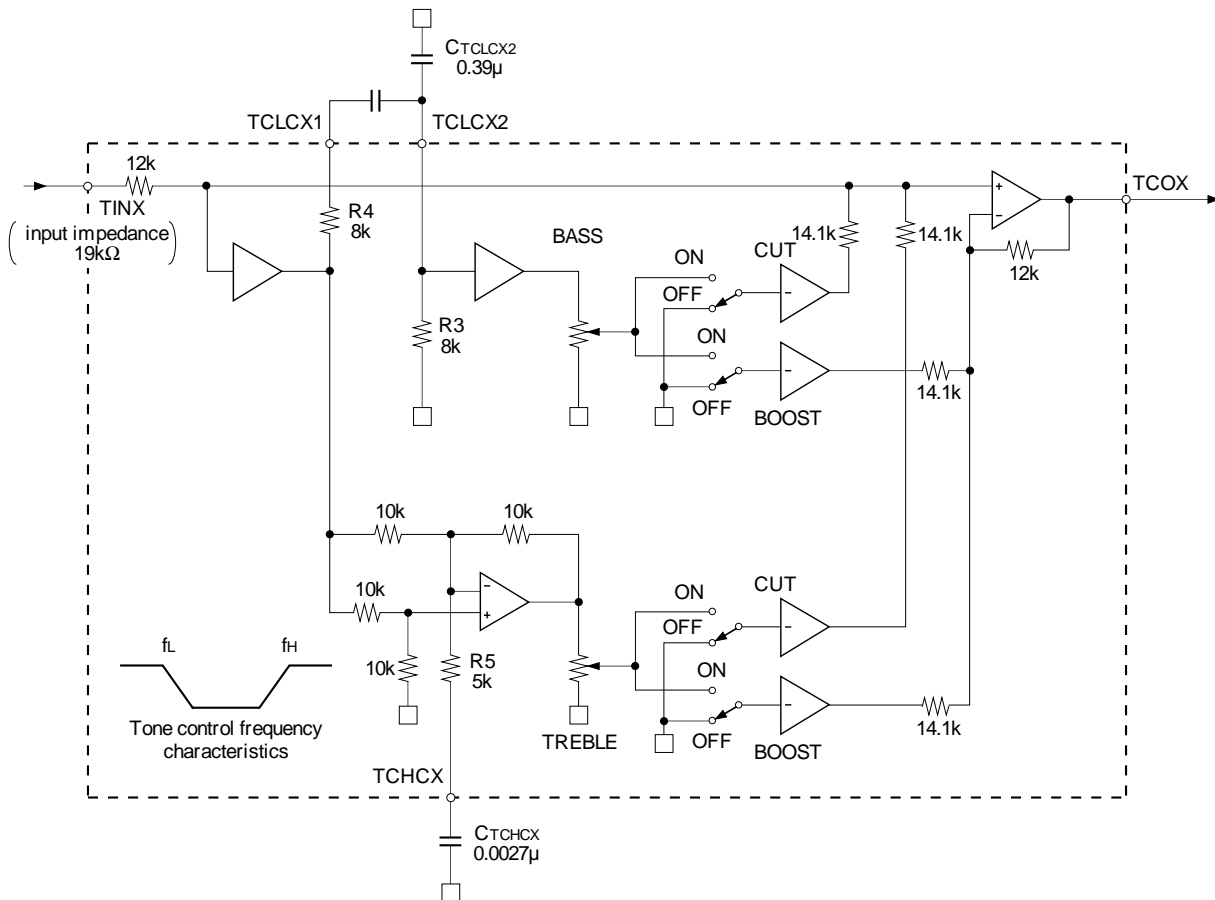 CTCLCX2
0.39µ
TCLCX1
TCLCX2
12k
TINX
( input impedance )
19kΩ
R4
8k
TCOX
14.1k
14.1k
12k
BASS
ON
OFF
CUT
R3
8k
ON
OFF
BOOST
14.1k
10k
10k
10k
10k
R5
5k
fL
fH
Tone control frequency
characteristics
TREBLE
ON
OFF
CUT
ON
OFF
BOOST
14.1k
TCHCX
CTCHCX
0.0027µ
+
−
−
−
−
+
−
−